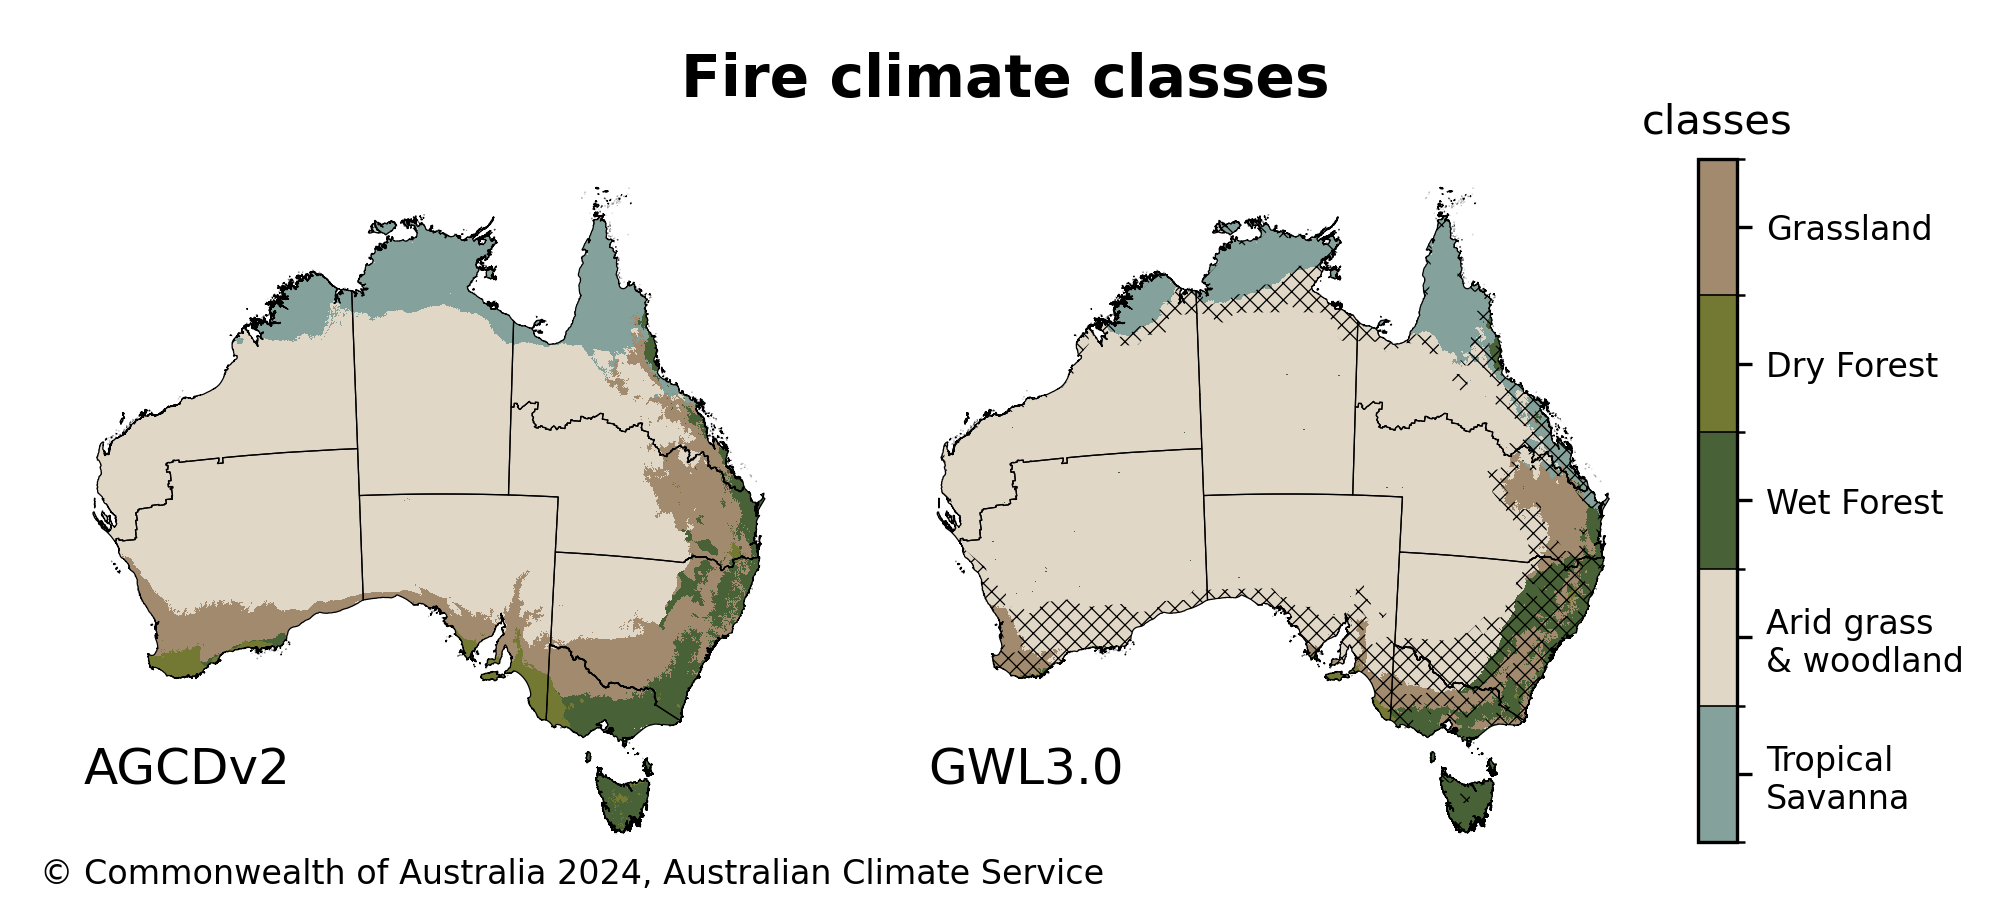 Fire climate classes
classes
Grassland
Dry Forest
Wet Forest
Arid grass
& woodland
Tropical
Savanna
AGCDv2
GWL3.0
© Commonwealth of Australia 2024, Australian Climate Service